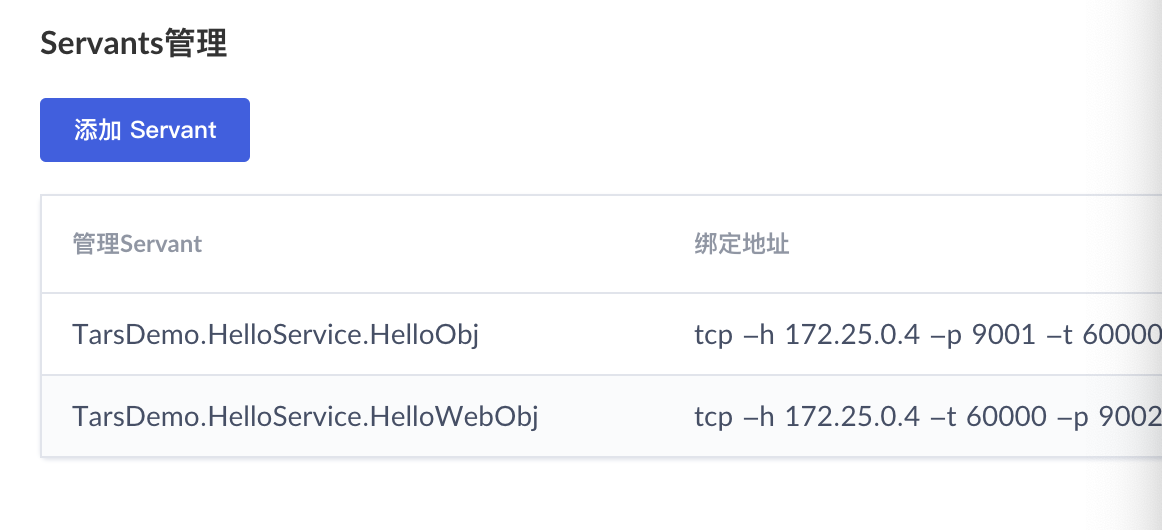 Servants管理
添加 Servant
管理Servant 绑定地址
TarsDemo.HelloService.HelloObj tcp –h 172.25.0.4 –p 9001 –t 60000
TarsDemo.HelloService.HelloWebObj tcp –h 172.25.0.4 –t 60000 –p 9002